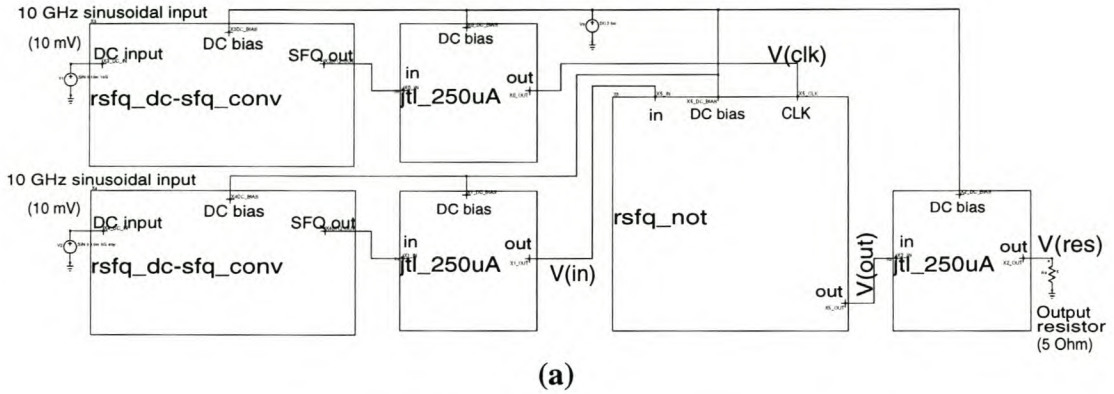 10 GHz sinusoidal input
(10 mV)
DC input
DC bias
SFQ out
rsfq_dc-sfq_conv
DC bias
in
out
jtl_250uA
V(clk)
in
DC bias
CLK
rsfq_not
out
10 GHz sinusoidal input
(10 mV)
DC input
DC bias
SFQ out
rsfq_dc-sfq_conv
DC bias
in
out
jtl_250uA
V(in)
V(out)
DC bias
in
out
jtl_250uA
V(res)
Output
resistor
(5 Ohm)
(a)